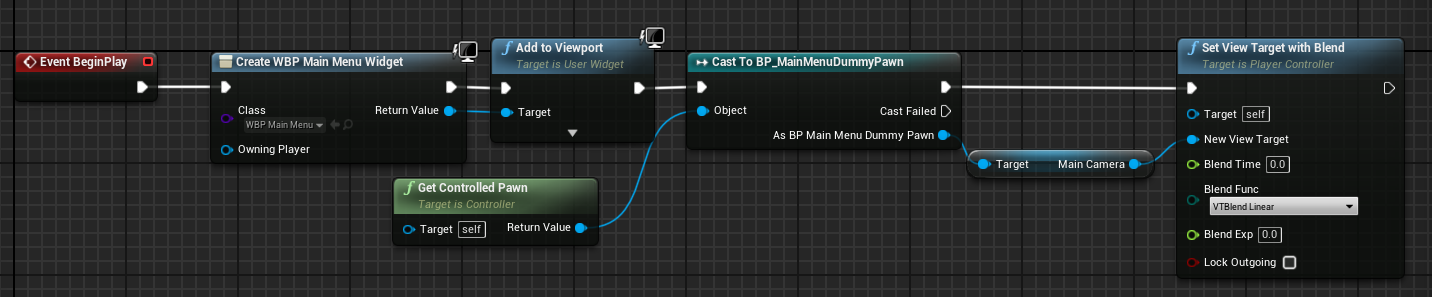 Event BeginPlay
Create WBP Main Menu Widget
Class
WBP Main Menu
Return Value
Owning Player
Add to Viewport
Target is User Widget
Target
Get Controlled Pawn
Target is Controller
Target self
Return Value
Cast To BP_MainMenuDummyPawn
Object
Cast Failed
As BP Main Menu Dummy Pawn
Target Main Camera
Set View Target with Blend
Target is Player Controller
Target self
New View Target
Blend Time 0.0
Blend Func
VTBlend Linear
Blend Exp 0.0
Lock Outgoing